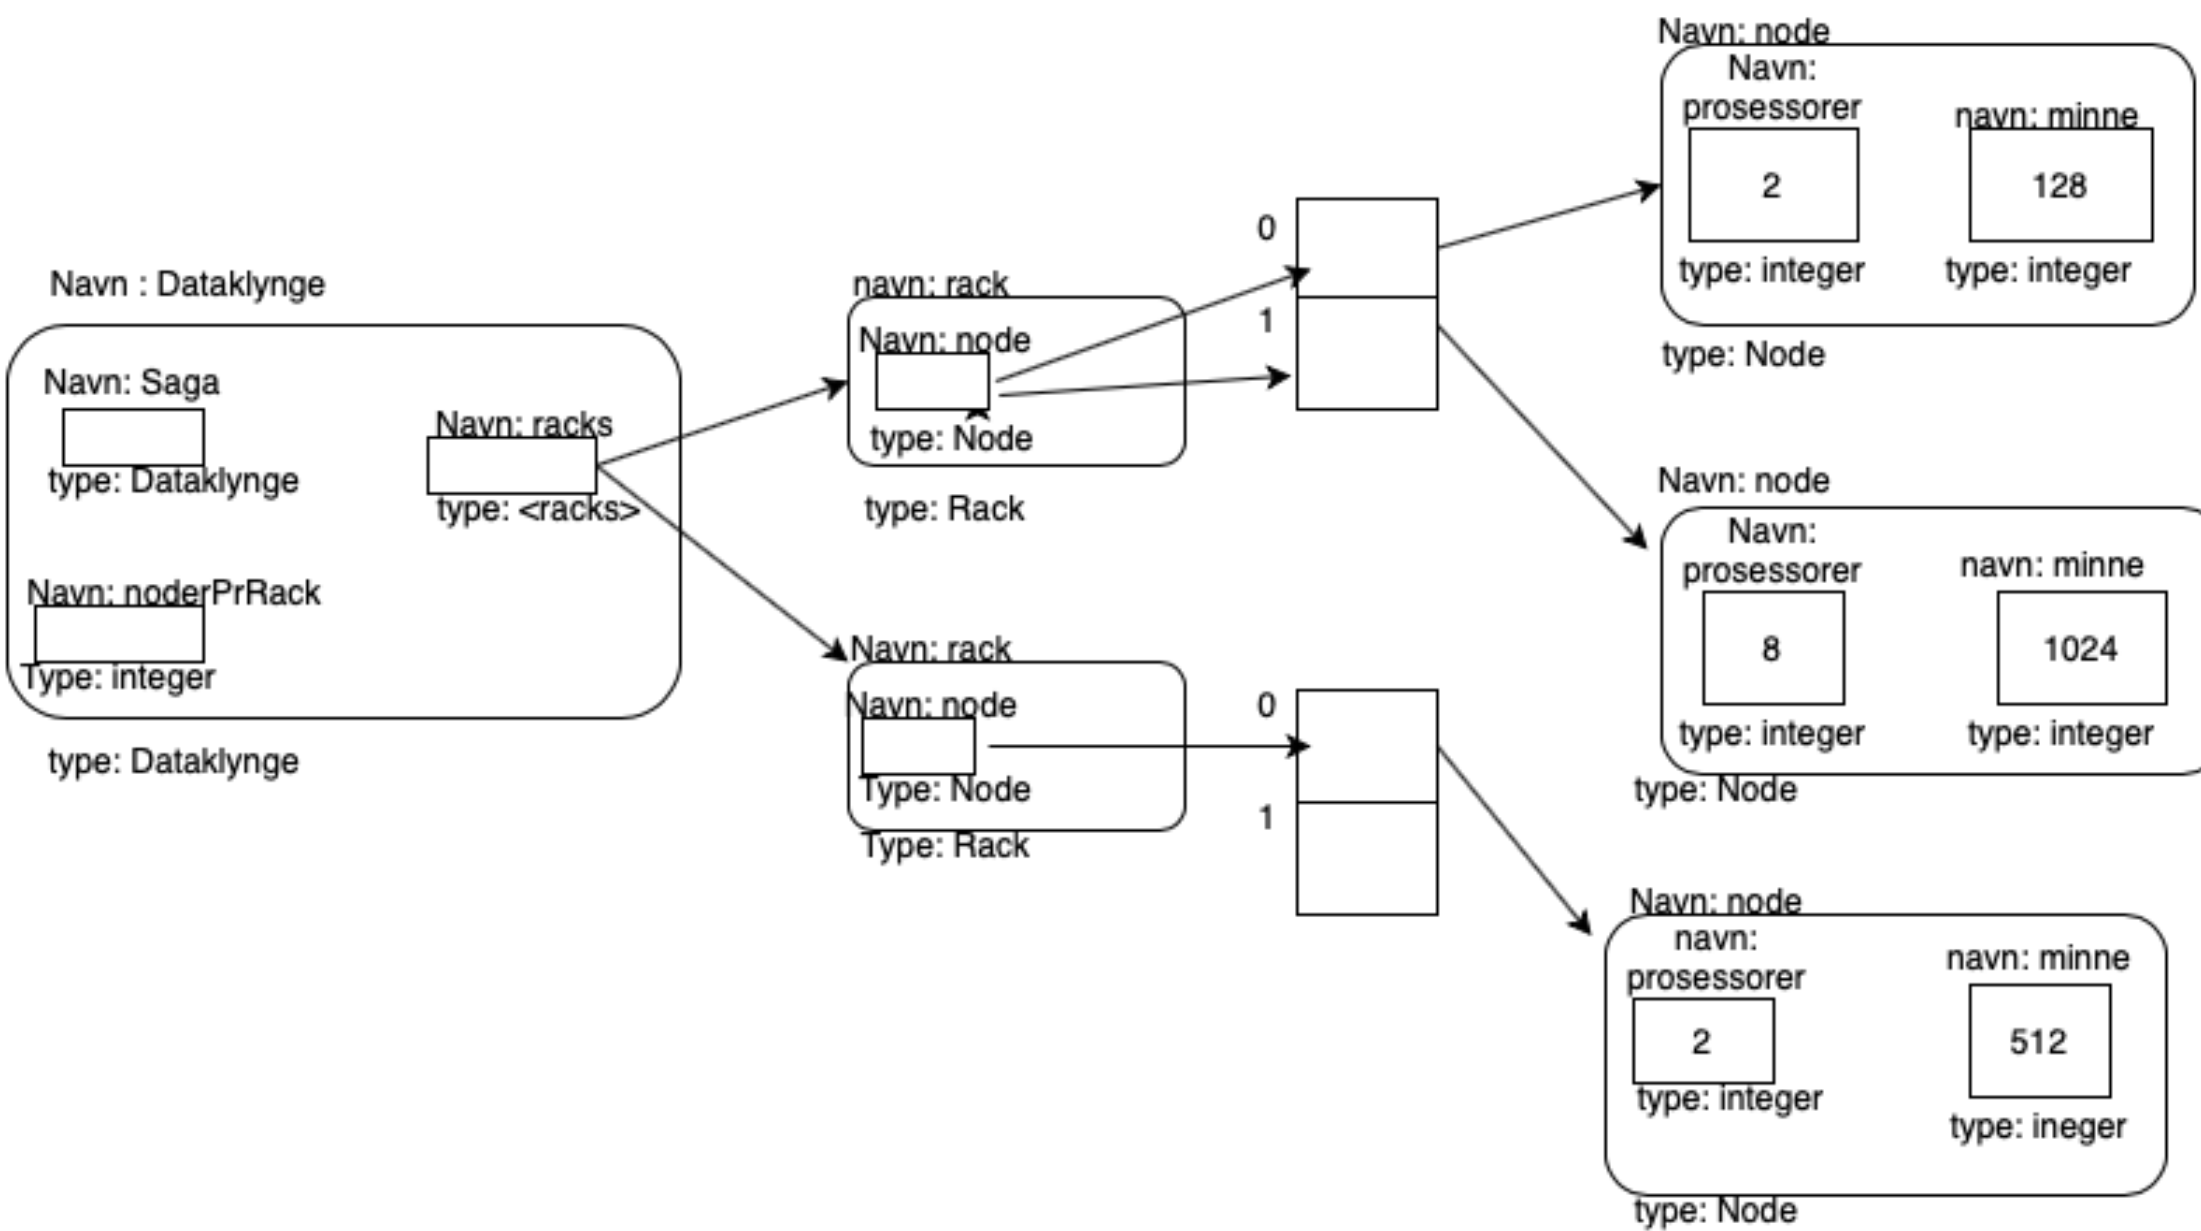 Navn : Dataklynge
Navn: Saga
type: Dataklynge
Navn: racks
type: <racks>
Navn: noderPrRack
Type: integer
type: Dataklynge
navn: rack
Navn: node
type: Node
type: Rack
Navn: rack
Navn: node
Type: Node
Type: Rack
0
1
0
1
Navn: node
Navn:
prosessorer
2
type: integer
navn: minne
128
type: integer
type: Node
Navn: node
Navn:
prosessorer
8
type: integer
navn: minne
1024
type: integer
type: Node
Navn: node
navn:
prosessorer
2
type: integer
navn: minne
512
type: ineger
type: Node